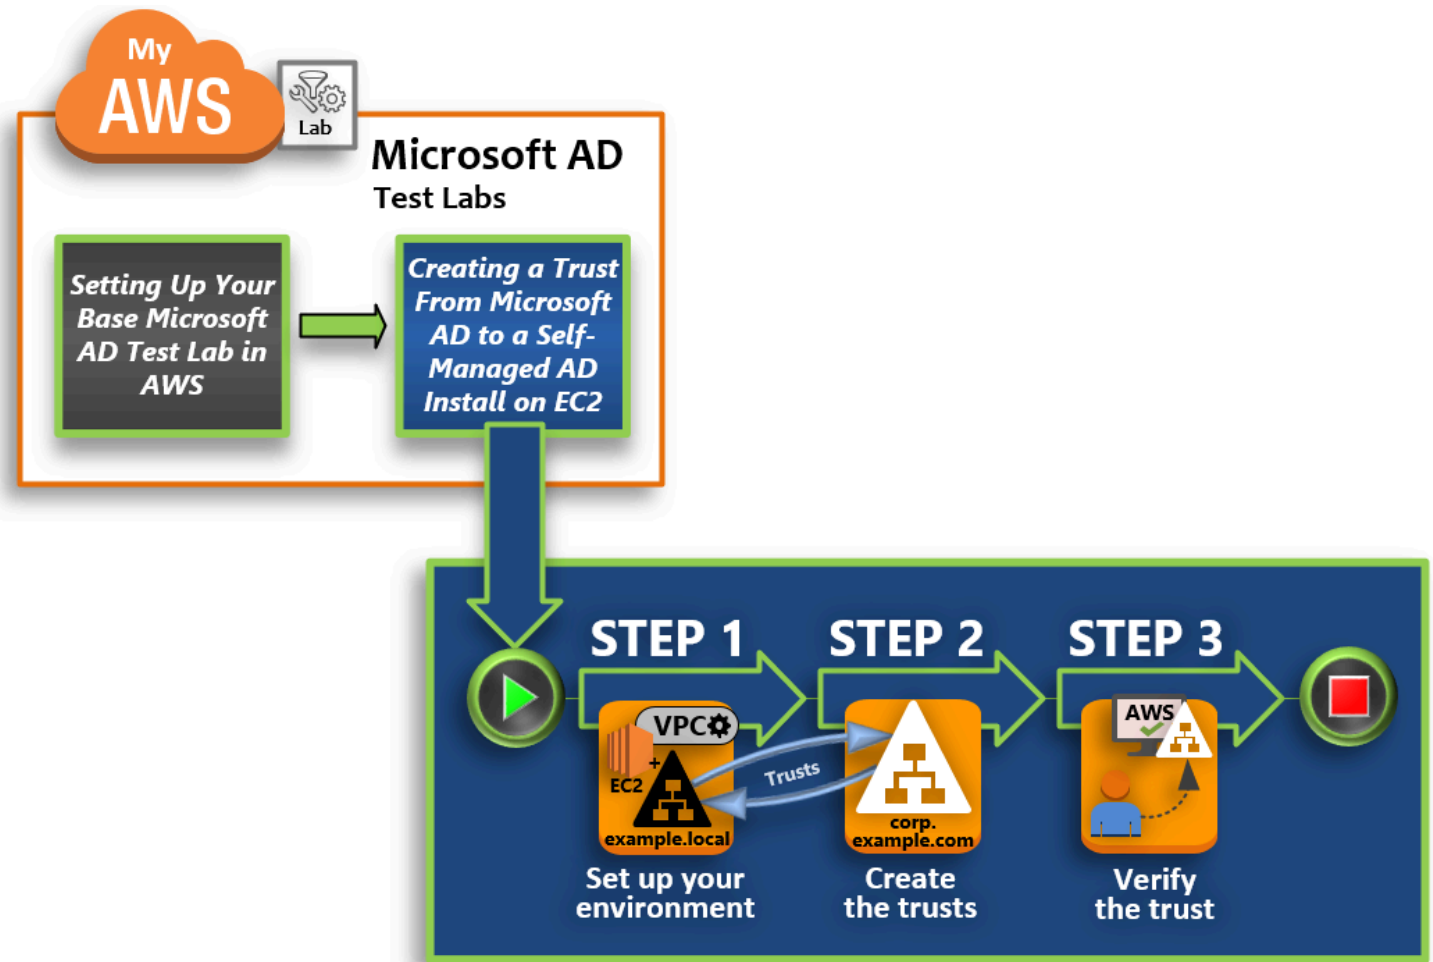 My
AWS
Lab
Microsoft AD
Test Labs
Setting Up Your
Base Microsoft
AD Test Lab in
AWS
Creating a Trust
From Microsoft
AD to a Self-
Managed AD
Install on EC2
STEP 1
STEP 2
STEP 3
VPC
EC2
+
example.local
Trusts
corp.
example.com
AWS
Set up your
environment
Create
the trusts
Verify
the trust